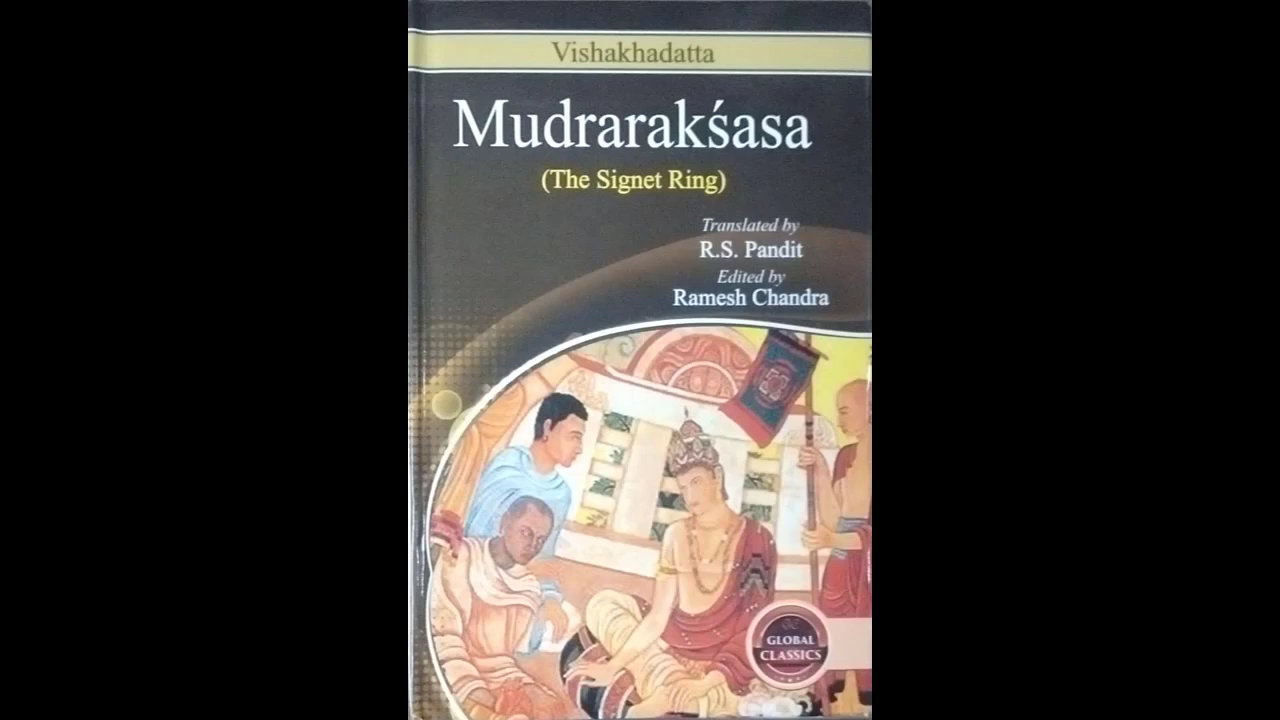 Vishakhadatta
Mudrarakśasa
(The Signet Ring)
Translated by
R.S. Pandit
Edited by
Ramesh Chandra
GLOBAL
CLASSICS